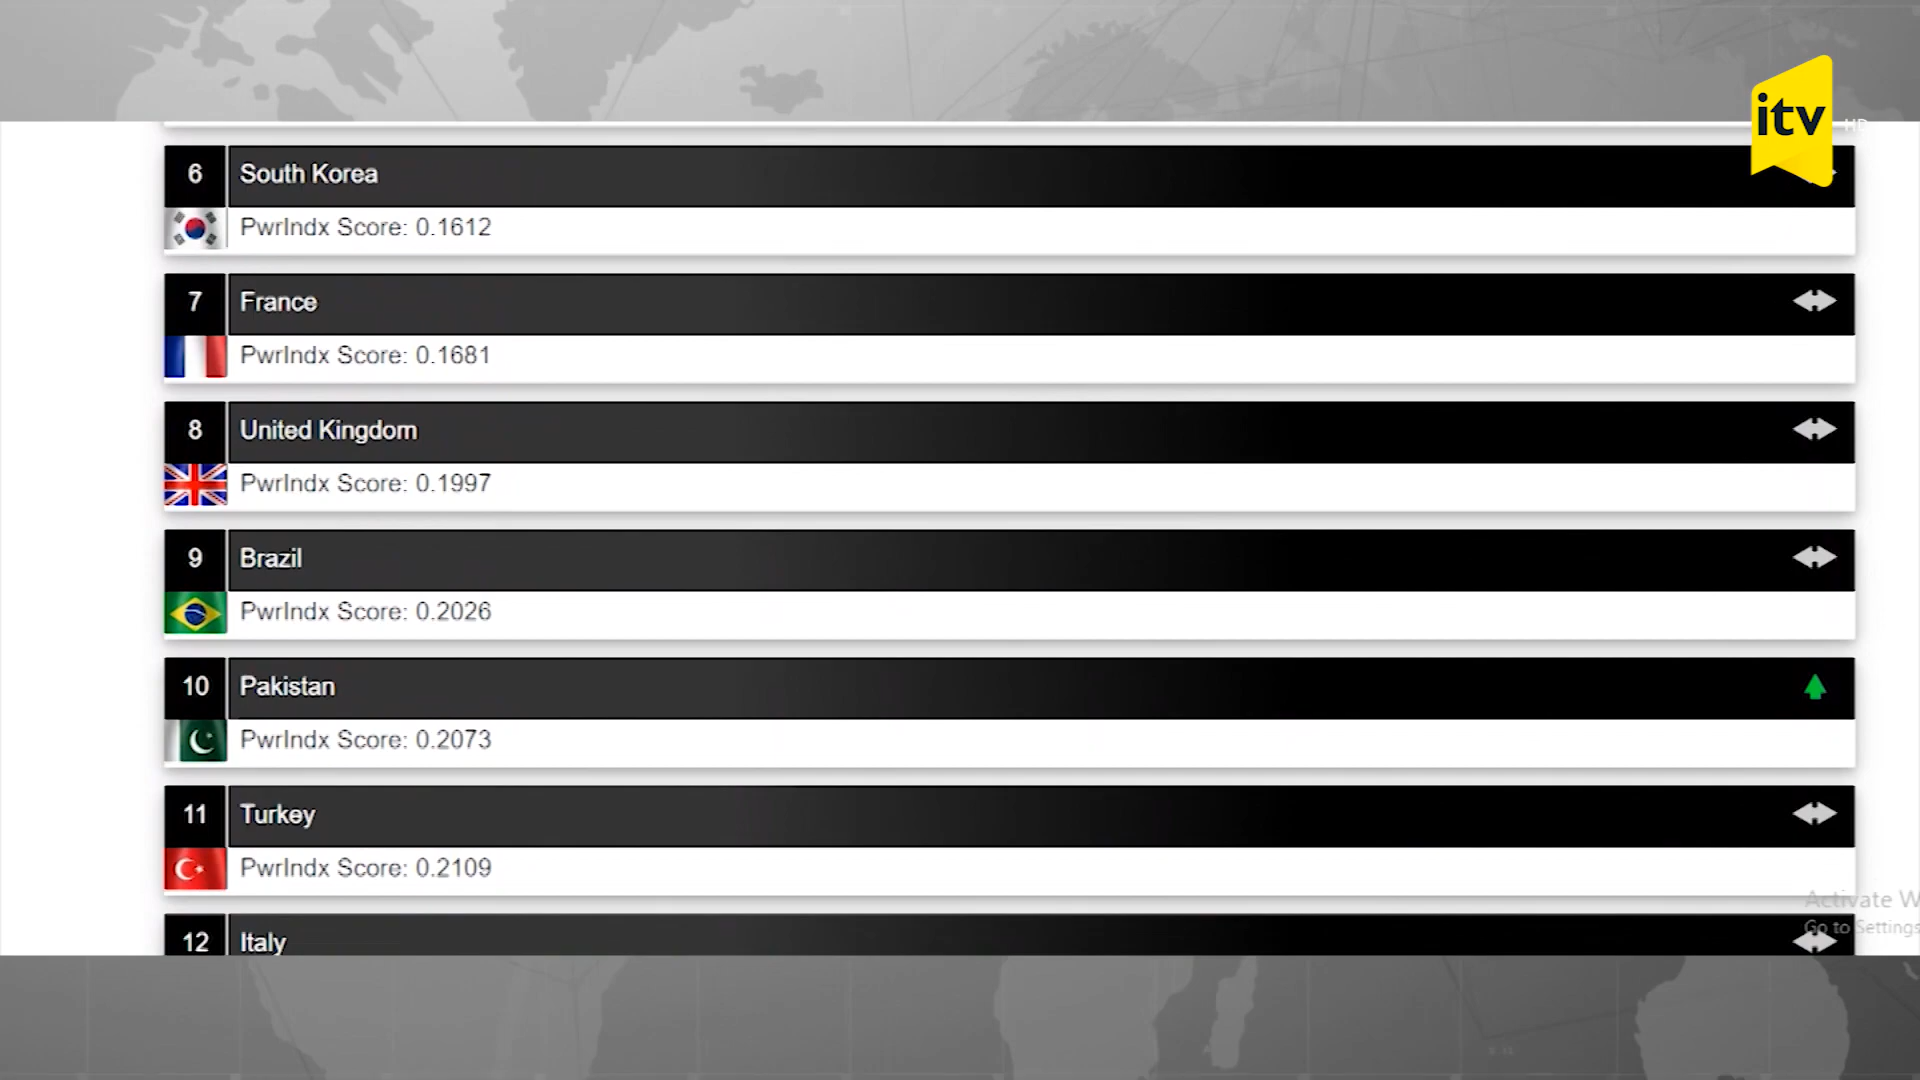 itv HD
6 South Korea
PwrIndx Score: 0.1612
7 France
PwrIndx Score: 0.1681
8 United Kingdom
PwrIndx Score: 0.1997
9 Brazil
PwrIndx Score: 0.2026
10 Pakistan
PwrIndx Score: 0.2073
11 Turkey
PwrIndx Score: 0.2109
Activate W
Go to Settings
12 Italy